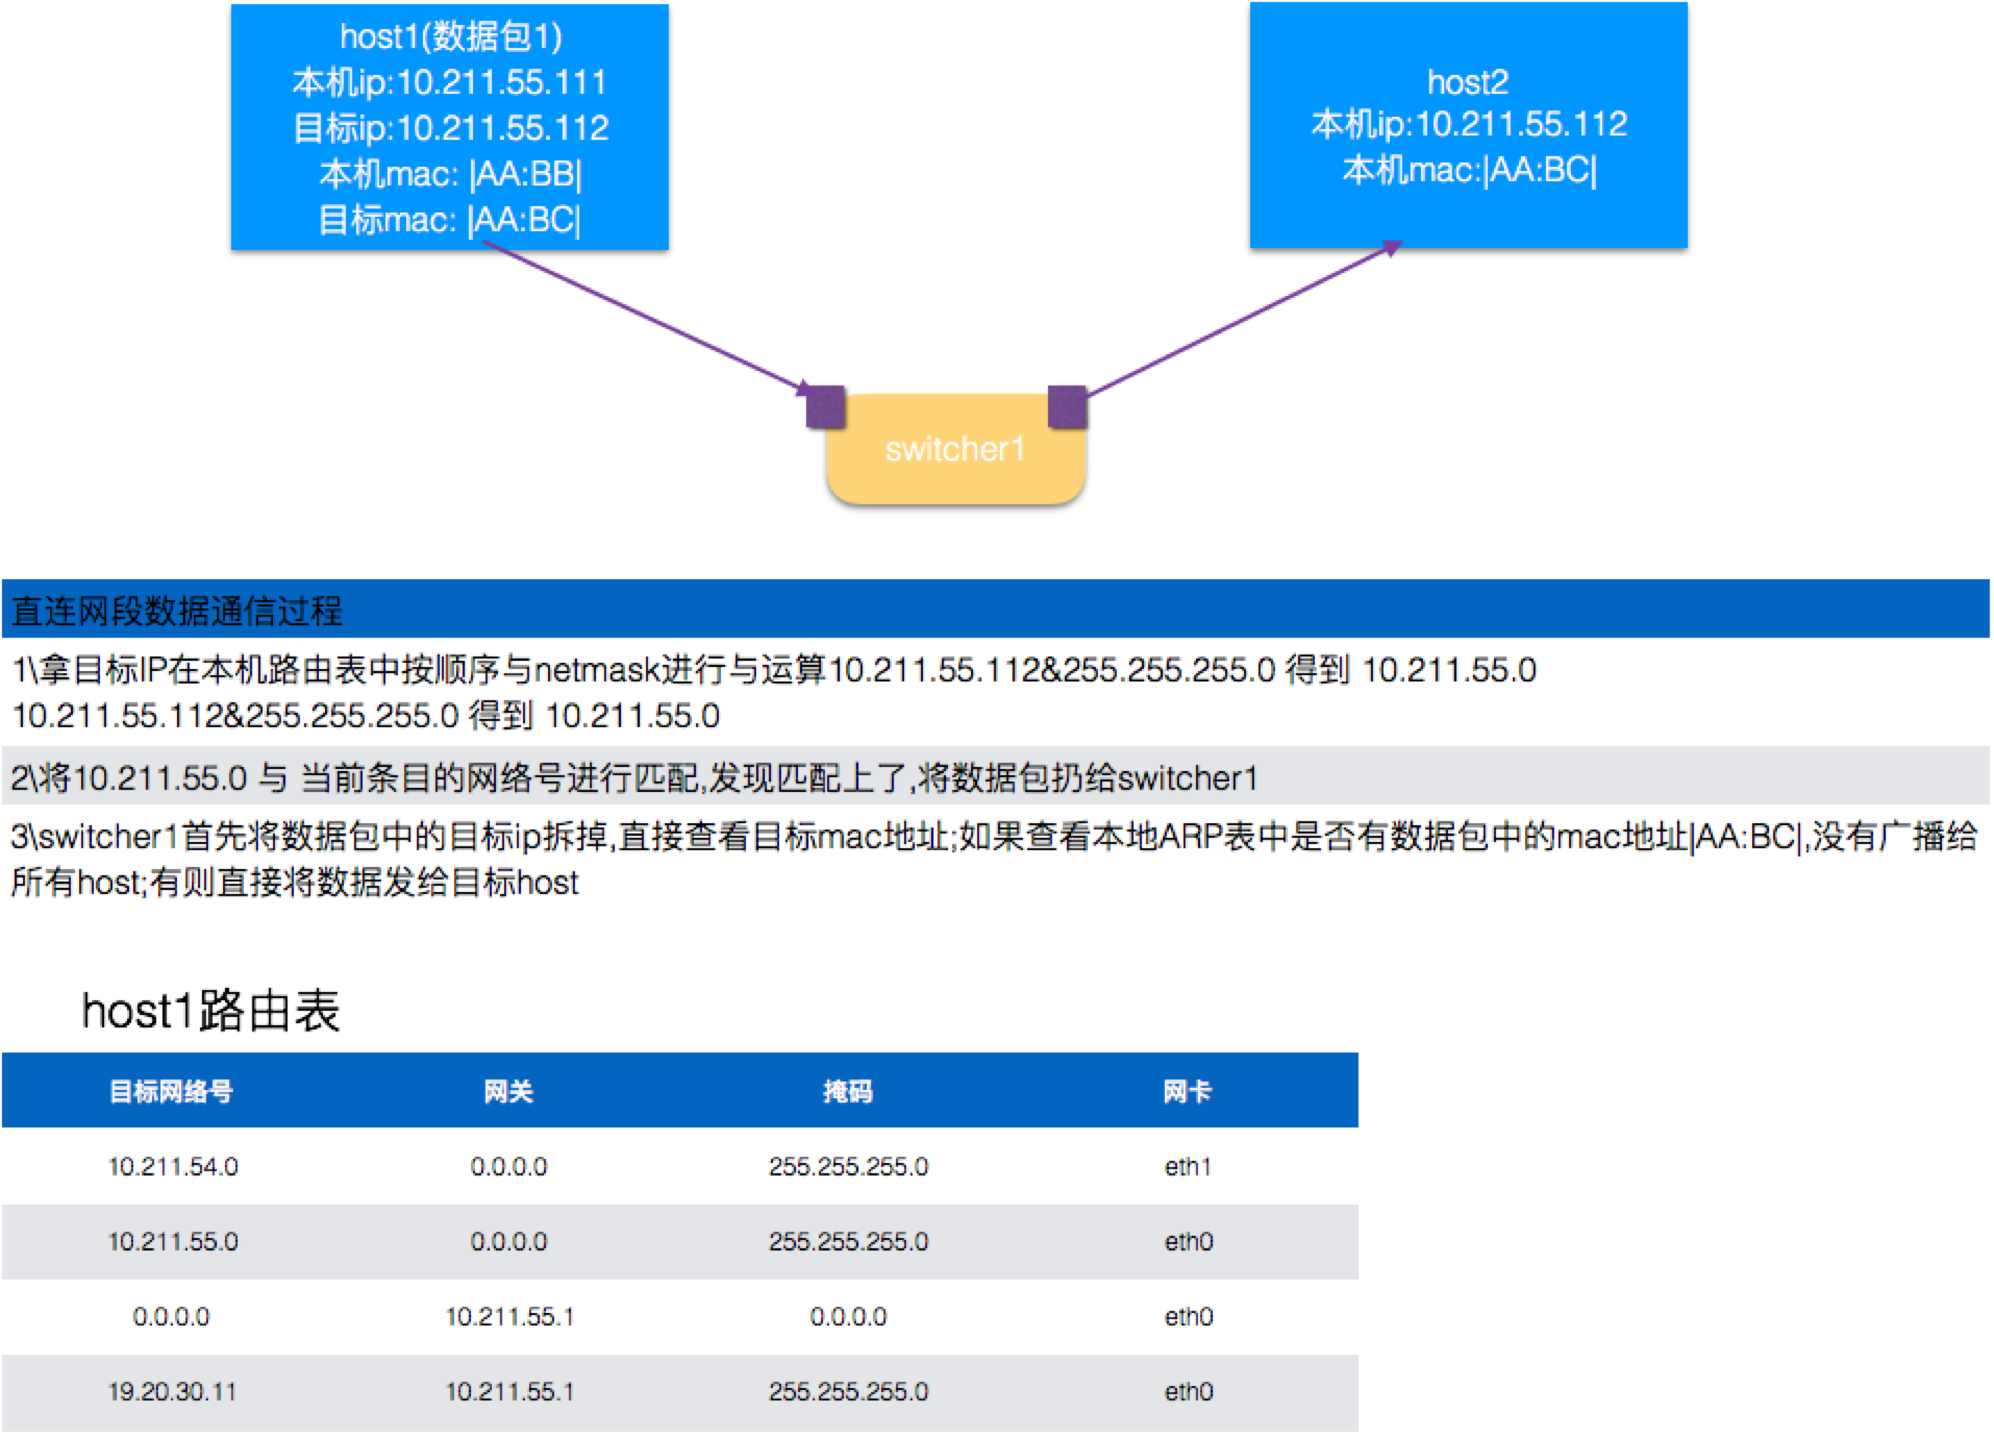 host1(数据包1)
本机ip:10.211.55.111
目标ip:10.211.55.112
本机mac: |AA:BB|
目标mac: |AA:BC|
host2
本机ip:10.211.55.112
本机mac:|AA:BC|
switcher1
直连网段数据通信过程
1\拿目标IP在本机路由表中按顺序与netmask进行与运算10.211.55.112&255.255.255.0 得到 10.211.55.0
10.211.55.112&255.255.255.0 得到 10.211.55.0
2\将10.211.55.0 与 当前条目的网络号进行匹配,发现匹配上了,将数据包扔给switcher1
3\switcher1首先将数据包中的目标ip拆掉,直接查看目标mac地址;如果查看本地ARP表中是否有数据包中的mac地址|AA:BC|,没有广播给
所有host;有则直接将数据发给目标host
host1路由表
目标网络号 网关 掩码 网卡
10.211.54.0 0.0.0.0 255.255.255.0 eth1
10.211.55.0 0.0.0.0 255.255.255.0 eth0
0.0.0.0 10.211.55.1 0.0.0.0 eth0
19.20.30.11 10.211.55.1 255.255.255.0 eth0